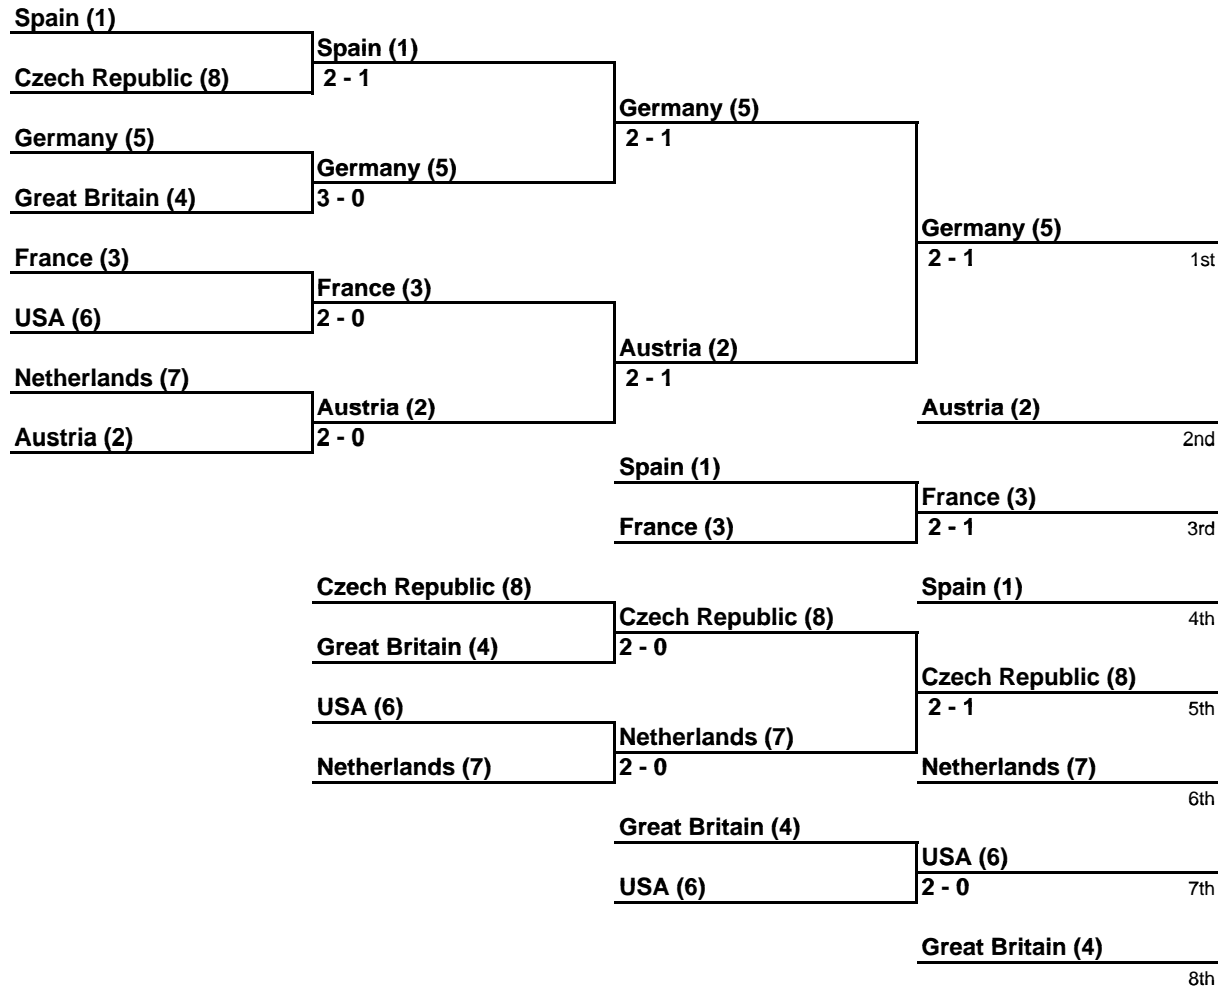 Spain (1)
Spain (1)
Czech Republic (8)
2 - 1
Germany (5)
Germany (5)
2 - 1
Germany (5)
Great Britain (4)
3 - 0
Germany (5)
France (3)
2 - 1 1st
France (3)
USA (6)
2 - 0
Austria (2)
Netherlands (7)
2 - 1
Austria (2)
Austria (2)
Austria (2)
2 - 0
2nd
Spain (1)
France (3)
France (3)
2 - 1 3rd
Czech Republic (8)
Spain (1)
Czech Republic (8)
4th
Great Britain (4)
2 - 0
Czech Republic (8)
USA (6)
2 - 1 5th
Netherlands (7)
Netherlands (7)
2 - 0
Netherlands (7)
6th
Great Britain (4)
USA (6)
USA (6)
2 - 0 7th
Great Britain (4)
8th